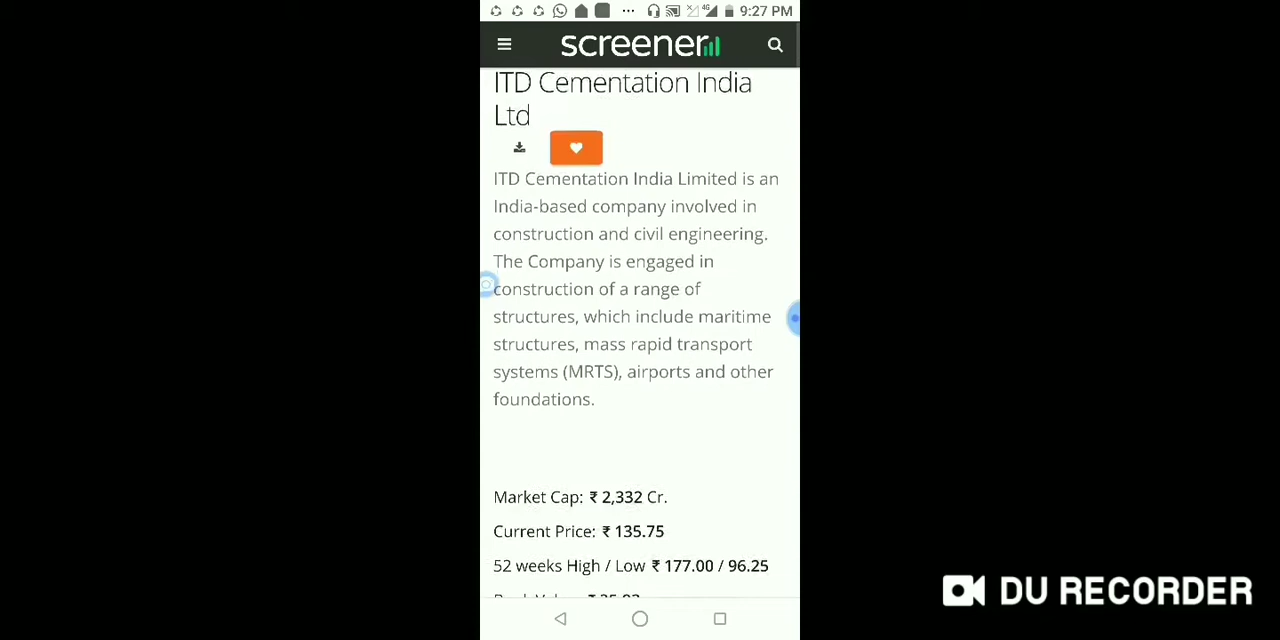 4G 9:27 PM
screener
ITD Cementation India
Ltd
ITD Cementation India Limited is an
India-based company involved in
construction and civil engineering.
The Company is engaged in
construction of a range of
structures, which include maritime
structures, mass rapid transport
systems (MRTS), airports and other
foundations.
Market Cap: ₹ 2,332 Cr.
Current Price: ₹ 135.75
52 weeks High / Low ₹ 177.00 / 96.25
DU RECORDER